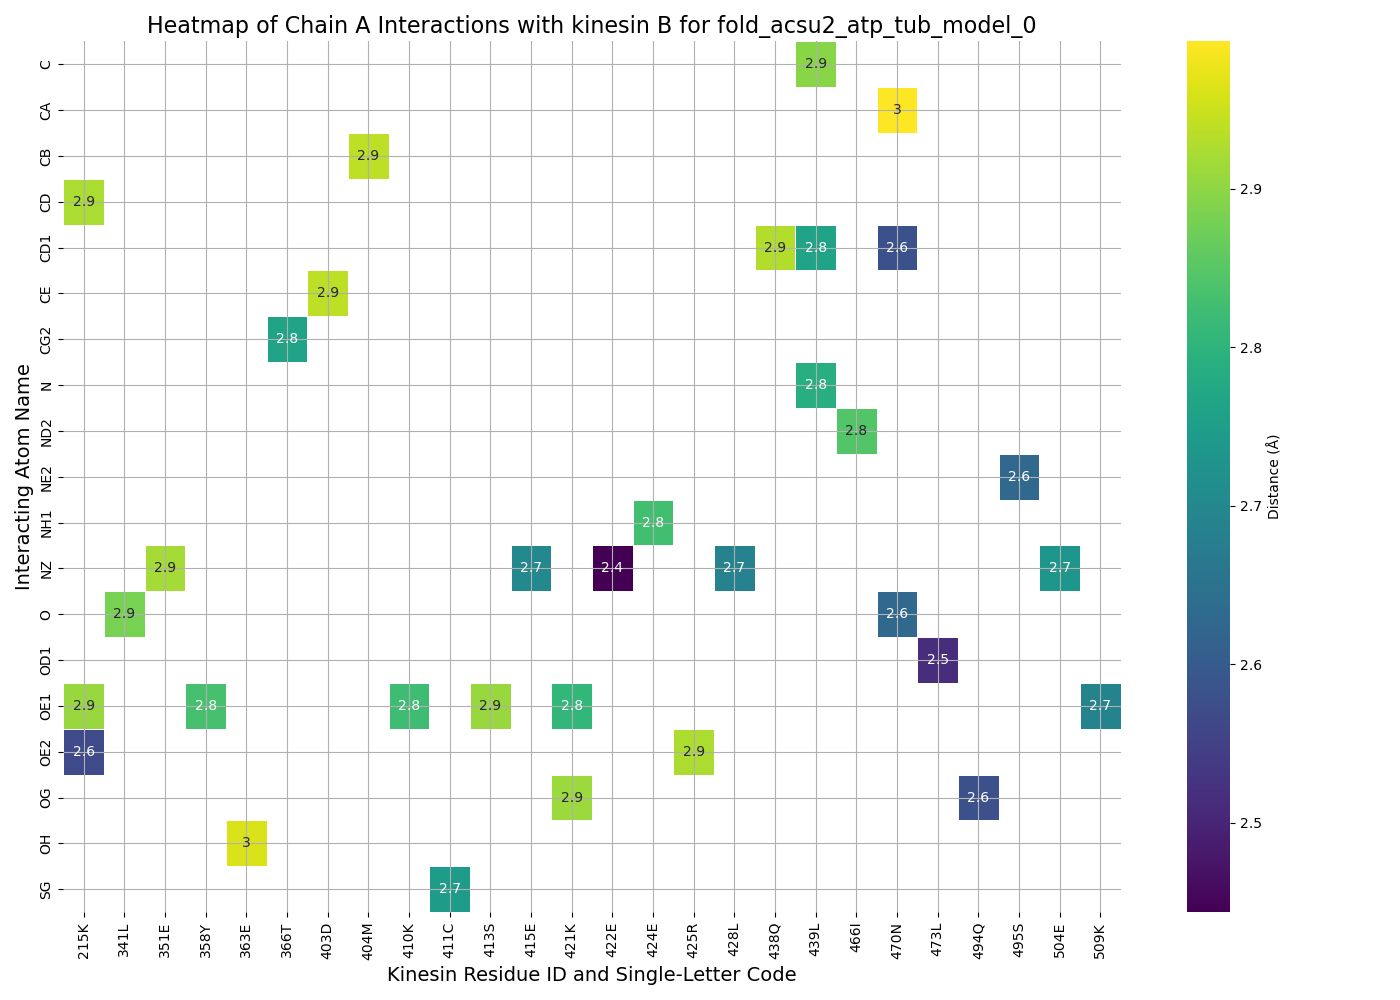 Heatmap of Chain A Interactions with kinesin B for fold_acsu2_atp_tub_model_0
Interacting Atom Name
C
CA
CB
CD
CD1
CE
CG2
N
ND2
NE2
NH1
NZ
O
OD1
OE1
OE2
OG
OH
SG
2.9
3
2.9
2.9
2.9 2.8 2.6
2.9
2.8
2.8
2.8
2.6
2.8
2.9 2.7 2.4 2.7 2.7
2.9 2.6
2.5
2.9 2.8 2.8 2.9 2.8 2.7
2.6 2.9
2.9 2.6
3
2.7
215K 341L 351E 358Y 363E 366T 403D 404M 410K 411C 413S 415E 421K 422E 424E 425R 428L 438Q 439L 466I 470N 473L 494Q 495S 504E 509K
Kinesin Residue ID and Single-Letter Code
2.9
2.8
2.7
2.6
2.5
Distance (Å)